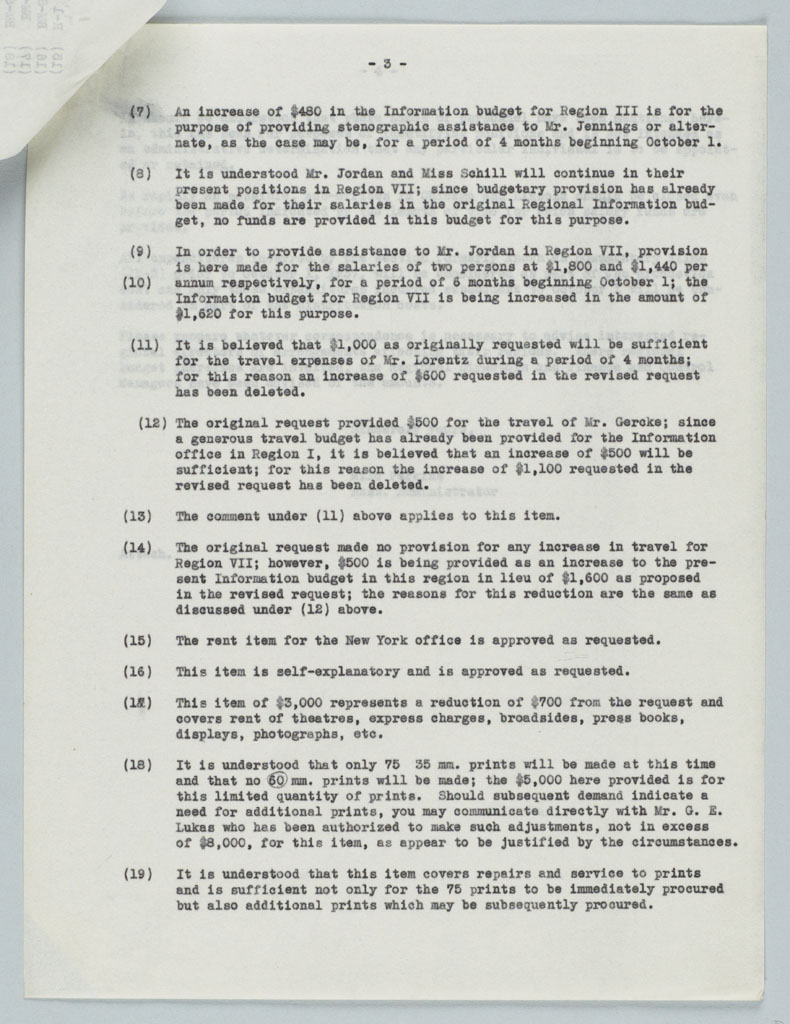 - 3 -
(7) An increase of $480 in the Information budget for Region III is for the
purpose of providing stenographic assistance to Mr. Jennings or alter-
nate, as the case may be, for a period of 4 months beginning October 1.
(8) It is understood Mr. Jordan and Miss Schill will continue in their
present positions in Region VII; since budgetary provision has already
been made for their salaries in the original Regional Information bud-
get, no funds are provided in this budget for this purpose.
(9) In order to provide assistance to Mr. Jordan in Region VII, provision
is here made for the salaries of two persons at $1,800 and $1,440 per
(10) annum respectively, for a period of 6 months beginning October 1; the
Information budget for Region VII is being increased in the amount of
$1,620 for this purpose.
(11) It is believed that $1,000 as originally requested will be sufficient
for the travel expenses of Mr. Lorentz during a period of 4 months;
for this reason an increase of $600 requested in the revised request
has been deleted.
(12) The original request provided $500 for the travel of Mr. Gercke; since
a generous travel budget has already been provided for the Information
office in Region I, it is believed that an increase of $500 will be
sufficient; for this reason the increase of $1,100 requested in the
revised request has been deleted.
(13) The comment under (11) above applies to this item.
(14) The original request made no provision for any increase in travel for
Region VII; however, $500 is being provided as an increase to the pre-
sent Information budget in this region in lieu of $1,600 as proposed
in the revised request; the reasons for this reduction are the same as
discussed under (12) above.
(15) The rent item for the New York office is approved as requested.
(16) This item is self-explanatory and is approved as requested.
(17) This item of $3,000 represents a reduction of $700 from the request and
covers rent of theatres, express charges, broadsides, press books,
displays, photographs, etc.
(18) It is understood that only 75 35 mm. prints will be made at this time
and that no 60 mm. prints will be made; the $5,000 here provided is for
this limited quantity of prints. Should subsequent demand indicate a
need for additional prints, you may communicate directly with Mr. G. E.
Lukas who has been authorized to make such adjustments, not in excess
of $8,000, for this item, as appear to be justified by the circumstances.
(19) It is understood that this item covers repairs and service to prints
and is sufficient not only for the 75 prints to be immediately procured
but also additional prints which may be subsequently procured.